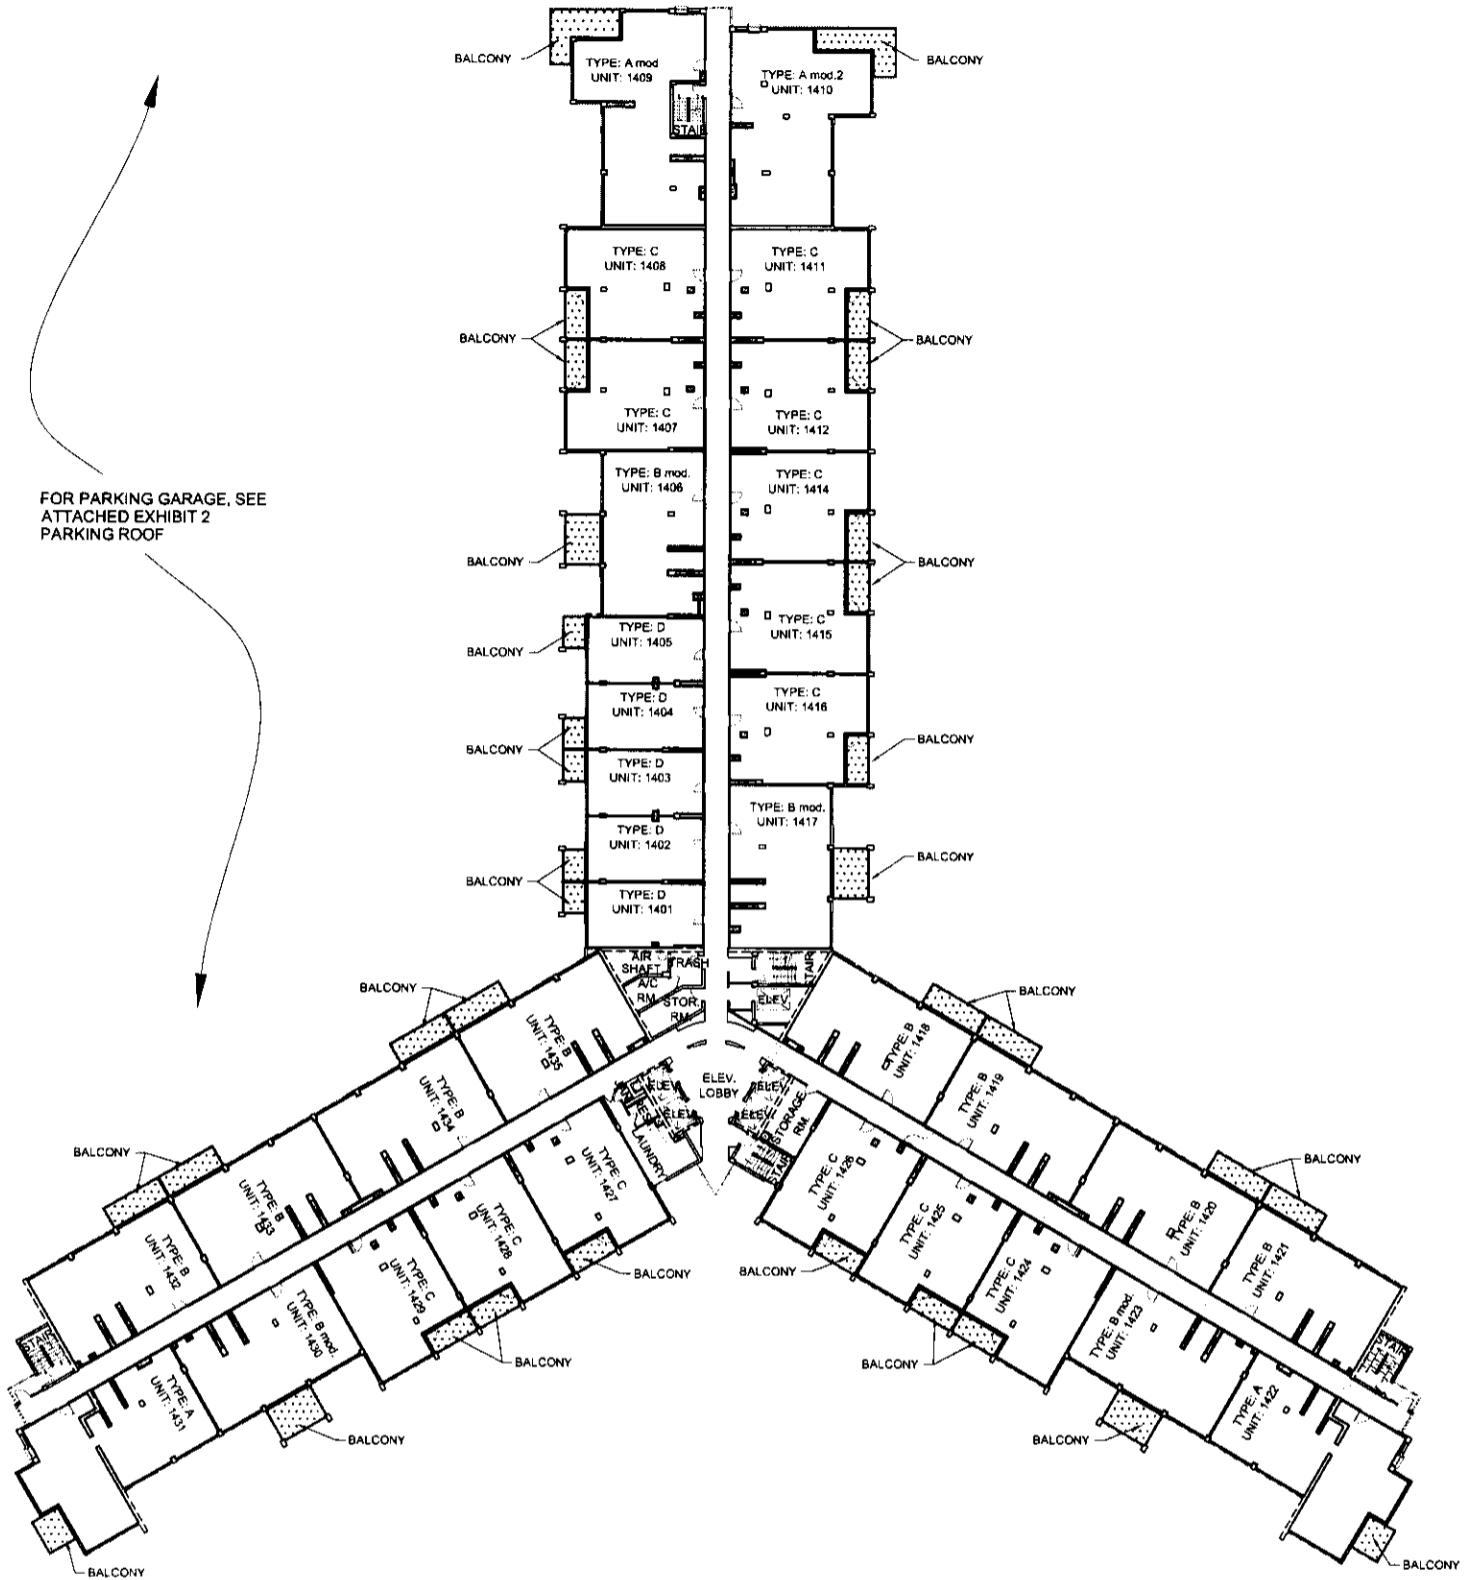 BALCONY
TYPE: A mod
UNIT: 1409
TYPE: A mod.2
UNIT: 1410
BALCONY
STAIR
TYPE: C
UNIT: 1408
TYPE: C
UNIT: 1411
BALCONY
BALCONY
TYPE: C
UNIT: 1407
TYPE: C
UNIT: 1412
TYPE: B mod.
UNIT: 1406
TYPE: C
UNIT: 1414
FOR PARKING GARAGE, SEE
ATTACHED EXHIBIT 2
PARKING ROOF
BALCONY
BALCONY
TYPE: D
UNIT: 1405
TYPE: C
UNIT: 1415
BALCONY
TYPE: D
UNIT: 1404
TYPE: C
UNIT: 1416
BALCONY
BALCONY
TYPE: D
UNIT: 1403
TYPE: B mod.
UNIT: 1417
TYPE: D
UNIT: 1402
BALCONY
BALCONY
TYPE: D
UNIT: 1401
AIR
SHAFT
TRASH
STAIR
A/C
RM.
STOR.
RM.
ELEV.
BALCONY
BALCONY
TYPE: B
UNIT: 1435
TYPE: B
UNIT: 1418
ELEV.
LOBBY
ELEV.
ELEV.
ELEV.
ELEV.
TYPE: B
UNIT: 1434
TYPE: B
UNIT: 1419
STORAGE
RM.
LAUNDRY
STAIR
BALCONY
BALCONY
TYPE: B
UNIT: 1433
TYPE: C
UNIT: 1427
TYPE: C
UNIT: 1426
TYPE: B
UNIT: 1420
TYPE: B
UNIT: 1432
TYPE: C
UNIT: 1428
TYPE: C
UNIT: 1425
TYPE: B
UNIT: 1421
BALCONY
BALCONY
TYPE: C
UNIT: 1429
TYPE: C
UNIT: 1424
TYPE: B mod.
UNIT: 1430
TYPE: B mod.
UNIT: 1423
STAIR
BALCONY
BALCONY
TYPE: A
UNIT: 1431
TYPE: A
UNIT: 1422
BALCONY
BALCONY
BALCONY
BALCONY